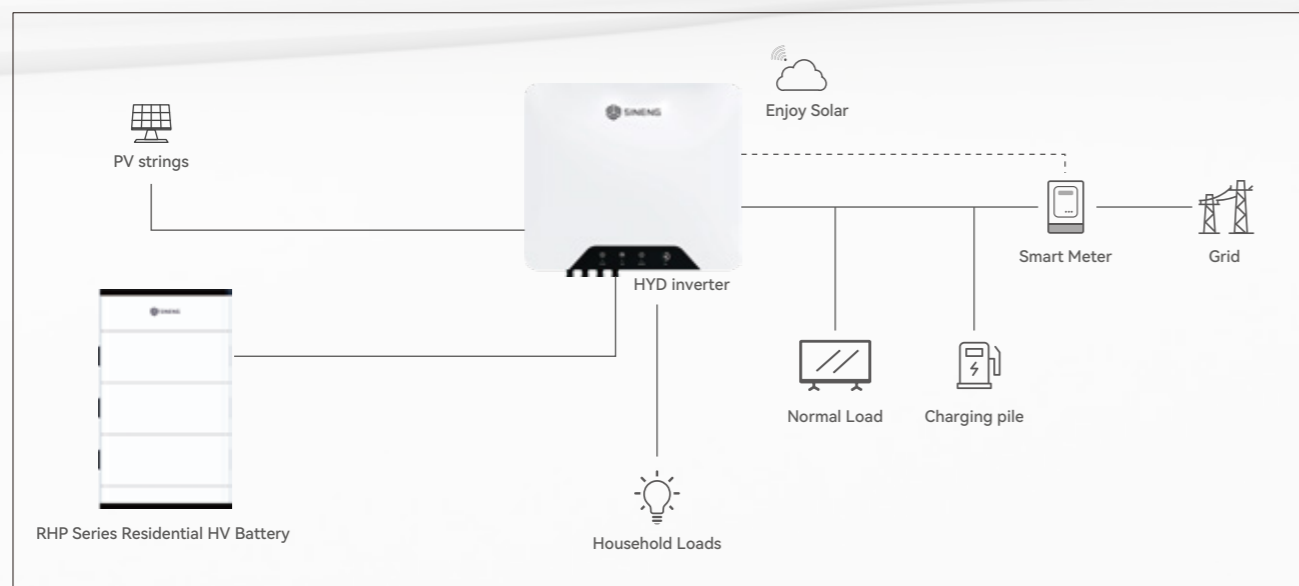 Enjoy Solar
SINENG
PV strings
HYD inverter
Smart Meter
Grid
SINENG
Normal Load
Charging pile
RHP Series Residential HV Battery
Household Loads